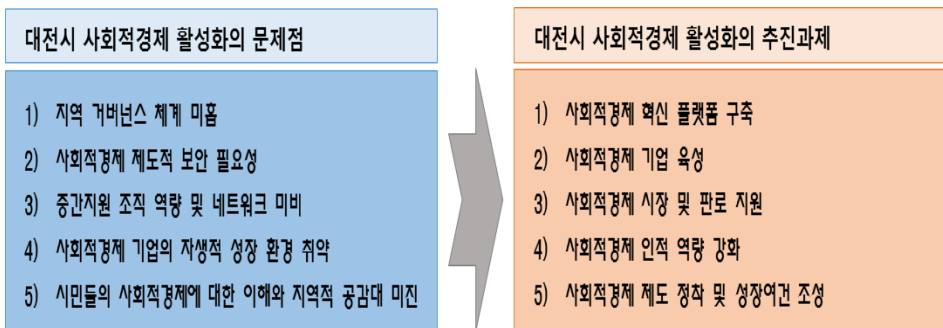 대전시 사회적경제 활성화의 문제점
1) 지역 거버넌스 체계 미흡
2) 사회적경제 제도적 보안 필요성
3) 중간지원 조직 역량 및 네트워크 미비
4) 사회적경제 기업의 자생적 성장 환경 취약
5) 시민들의 사회적경제에 대한 이해와 지역적 공감대 미진
대전시 사회적경제 활성화의 추진과제
1) 사회적경제 혁신 플랫폼 구축
2) 사회적경제 기업 육성
3) 사회적경제 시장 및 판로 지원
4) 사회적경제 인적 역량 강화
5) 사회적경제 제도 정착 및 성장여건 조성